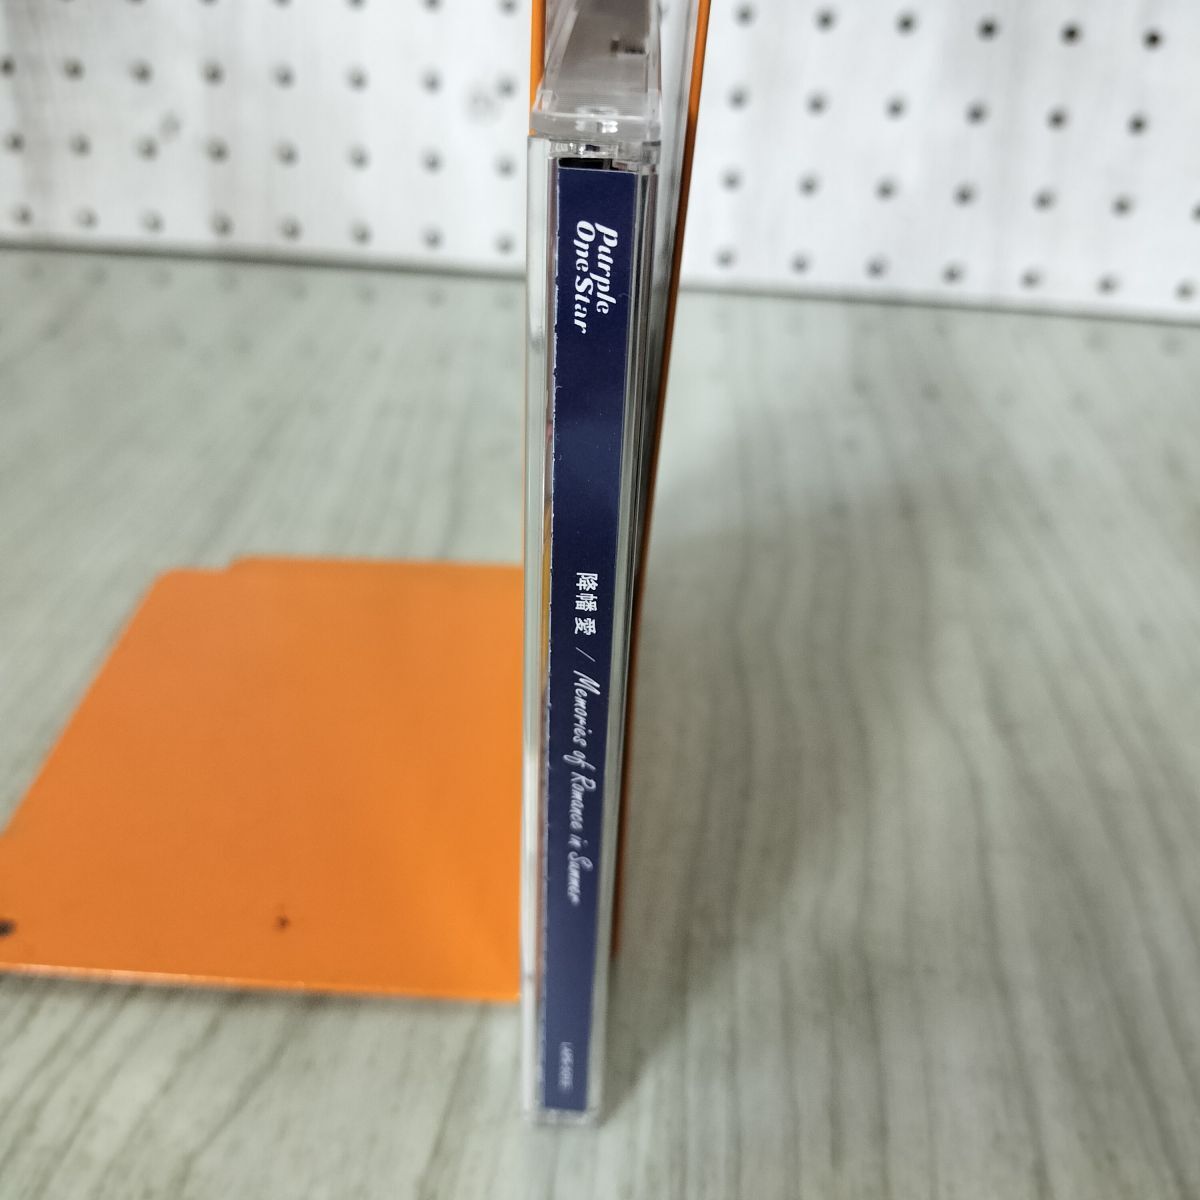 Purple
One Star
降幡 愛 / Memories of Romance in Summer